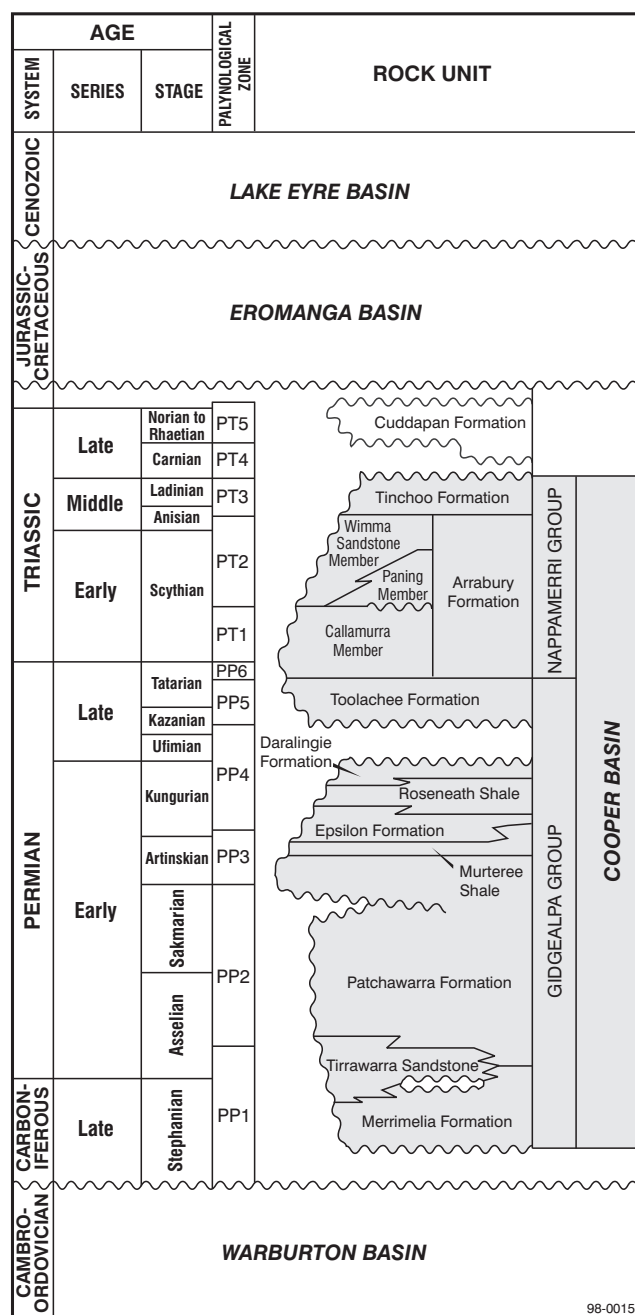 AGE
SYSTEM
SERIES
STAGE
PALYNOLOGICAL
ZONE
ROCK UNIT
CENOZOIC
LAKE EYRE BASIN
JURASSIC-
CRETACEOUS
EROMANGA BASIN
TRIASSIC
Late
Norian to
Rhaetian
PT5
Cuddapan Formation
Carnian
PT4
Middle
Ladinian
PT3
Tinchoo Formation
Anisian
Early
Scythian
PT2
Wimma
Sandstone
Member
Paning
Member
Arrabury
Formation
PT1
Callamurra
Member
NAPPAMERRI GROUP
PERMIAN
Late
Tatarian
PP6
PP5
Toolachee Formation
Kazanian
Ufimian
PP4
Daralingie
Formation
Early
Kungurian
Roseneath Shale
Epsilon Formation
Artinskian
PP3
Murteree
Shale
Sakmarian
PP2
Patchawarra Formation
Asselian
Tirrawarra Sandstone
GIDGEALPA GROUP
COOPER BASIN
CARBON-
IFEROUS
Late
Stephanian
PP1
Merrimelia Formation
CAMBRO-
ORDOVICIAN
WARBURTON BASIN
98-0015